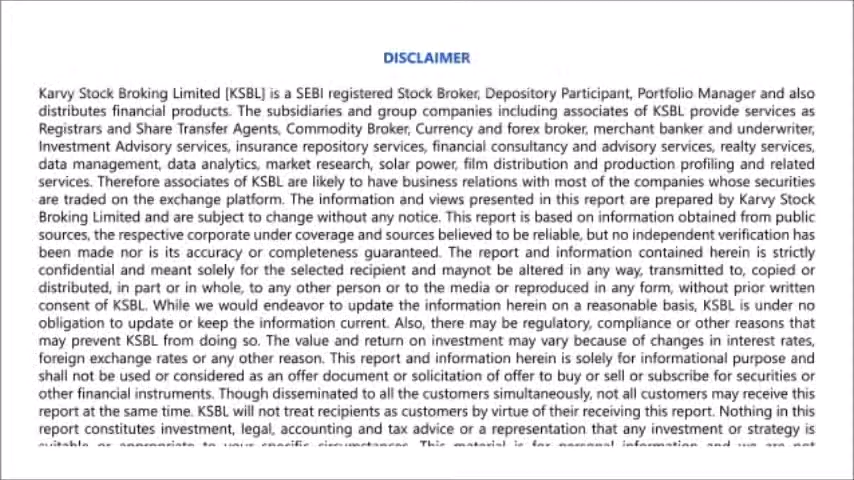 DISCLAIMER
Karvy Stock Broking Limited [KSBL] is a SEBI registered Stock Broker, Depository Participant, Portfolio Manager and also
distributes financial products. The subsidiaries and group companies including associates of KSBL provide services as
Registrars and Share Transfer Agents, Commodity Broker, Currency and forex broker, merchant banker and underwriter,
Investment Advisory services, insurance repository services, financial consultancy and advisory services, realty services,
data management, data analytics, market research, solar power, film distribution and production profiling and related
services. Therefore associates of KSBL are likely to have business relations with most of the companies whose securities
are traded on the exchange platform. The information and views presented in this report are prepared by Karvy Stock
Broking Limited and are subject to change without any notice. This report is based on information obtained from public
sources, the respective corporate under coverage and sources believed to be reliable, but no independent verification has
been made nor is its accuracy or completeness guaranteed. The report and information contained herein is strictly
confidential and meant solely for the selected recipient and maynot be altered in any way, transmitted to, copied or
distributed, in part or in whole, to any other person or to the media or reproduced in any form, without prior written
consent of KSBL. While we would endeavor to update the information herein on a reasonable basis, KSBL is under no
obligation to update or keep the information current. Also, there may be regulatory, compliance or other reasons that
may prevent KSBL from doing so. The value and return on investment may vary because of changes in interest rates,
foreign exchange rates or any other reason. This report and information herein is solely for informational purpose and
shall not be used or considered as an offer document or solicitation of offer to buy or sell or subscribe for securities or
other financial instruments. Though disseminated to all the customers simultaneously, not all customers may receive this
report at the same time. KSBL will not treat recipients as customers by virtue of their receiving this report. Nothing in this
report constitutes investment, legal, accounting and tax advice or a representation that any investment or strategy is
suitable or appropriate to your specific circumstances. This material is for personal information and we are not